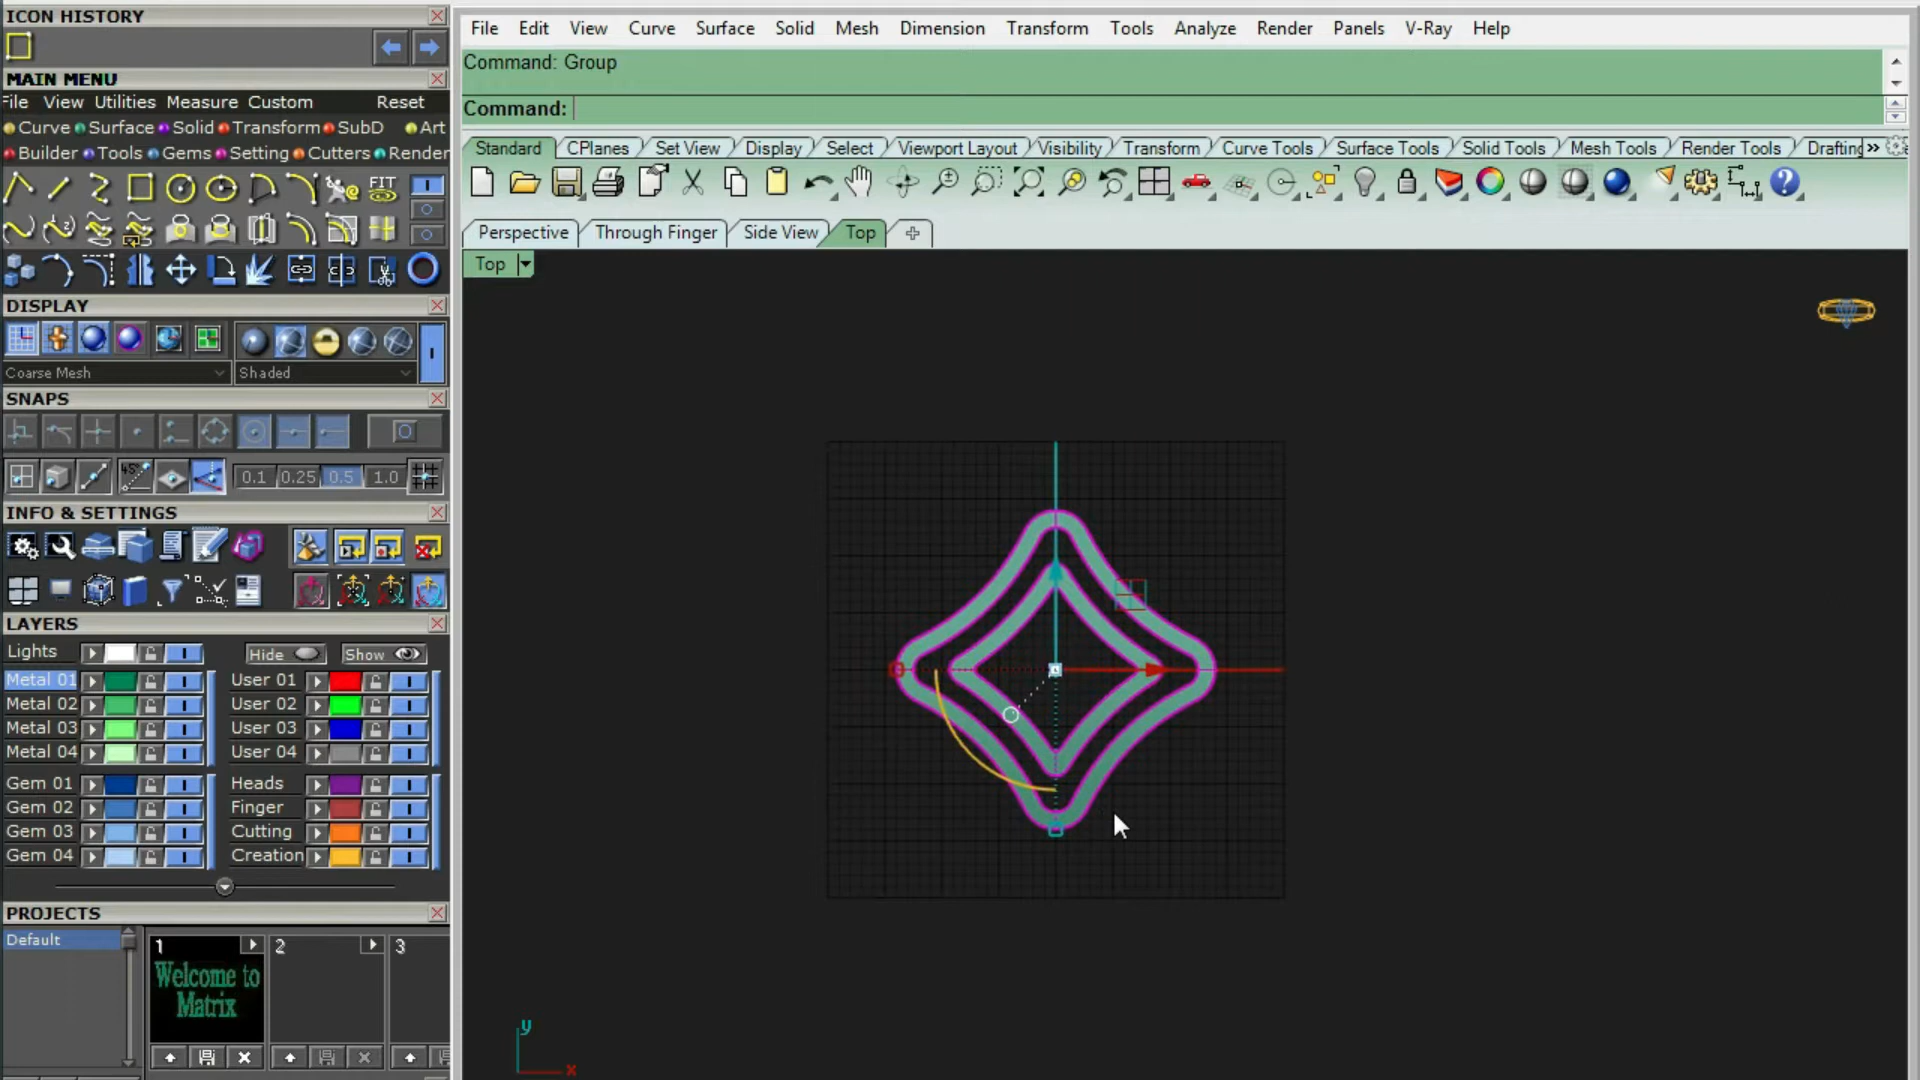 ICON HISTORY
MAIN MENU
File View Utilities Measure Custom Reset
Curve Surface Solid Transform SubD Art
Builder Tools Gems Setting Cutters Render
FIT
DISPLAY
Coarse Mesh Shaded
SNAPS
45°
0.1 0.25 0.5 1.0
INFO & SETTINGS
LAYERS
Lights Hide Show
Metal 01 User 01
Metal 02 User 02
Metal 03 User 03
Metal 04 User 04
Gem 01 Heads
Gem 02 Finger
Gem 03 Cutting
Gem 04 Creation
PROJECTS
Default
1 2 3
Welcome to
Matrix
File Edit View Curve Surface Solid Mesh Dimension Transform Tools Analyze Render Panels V-Ray Help
Command: Group
Command:
Standard CPlanes Set View Display Select Viewport Layout Visibility Transform Curve Tools Surface Tools Solid Tools Mesh Tools Render Tools Drafting
Perspective Through Finger Side View Top
Top
y
x